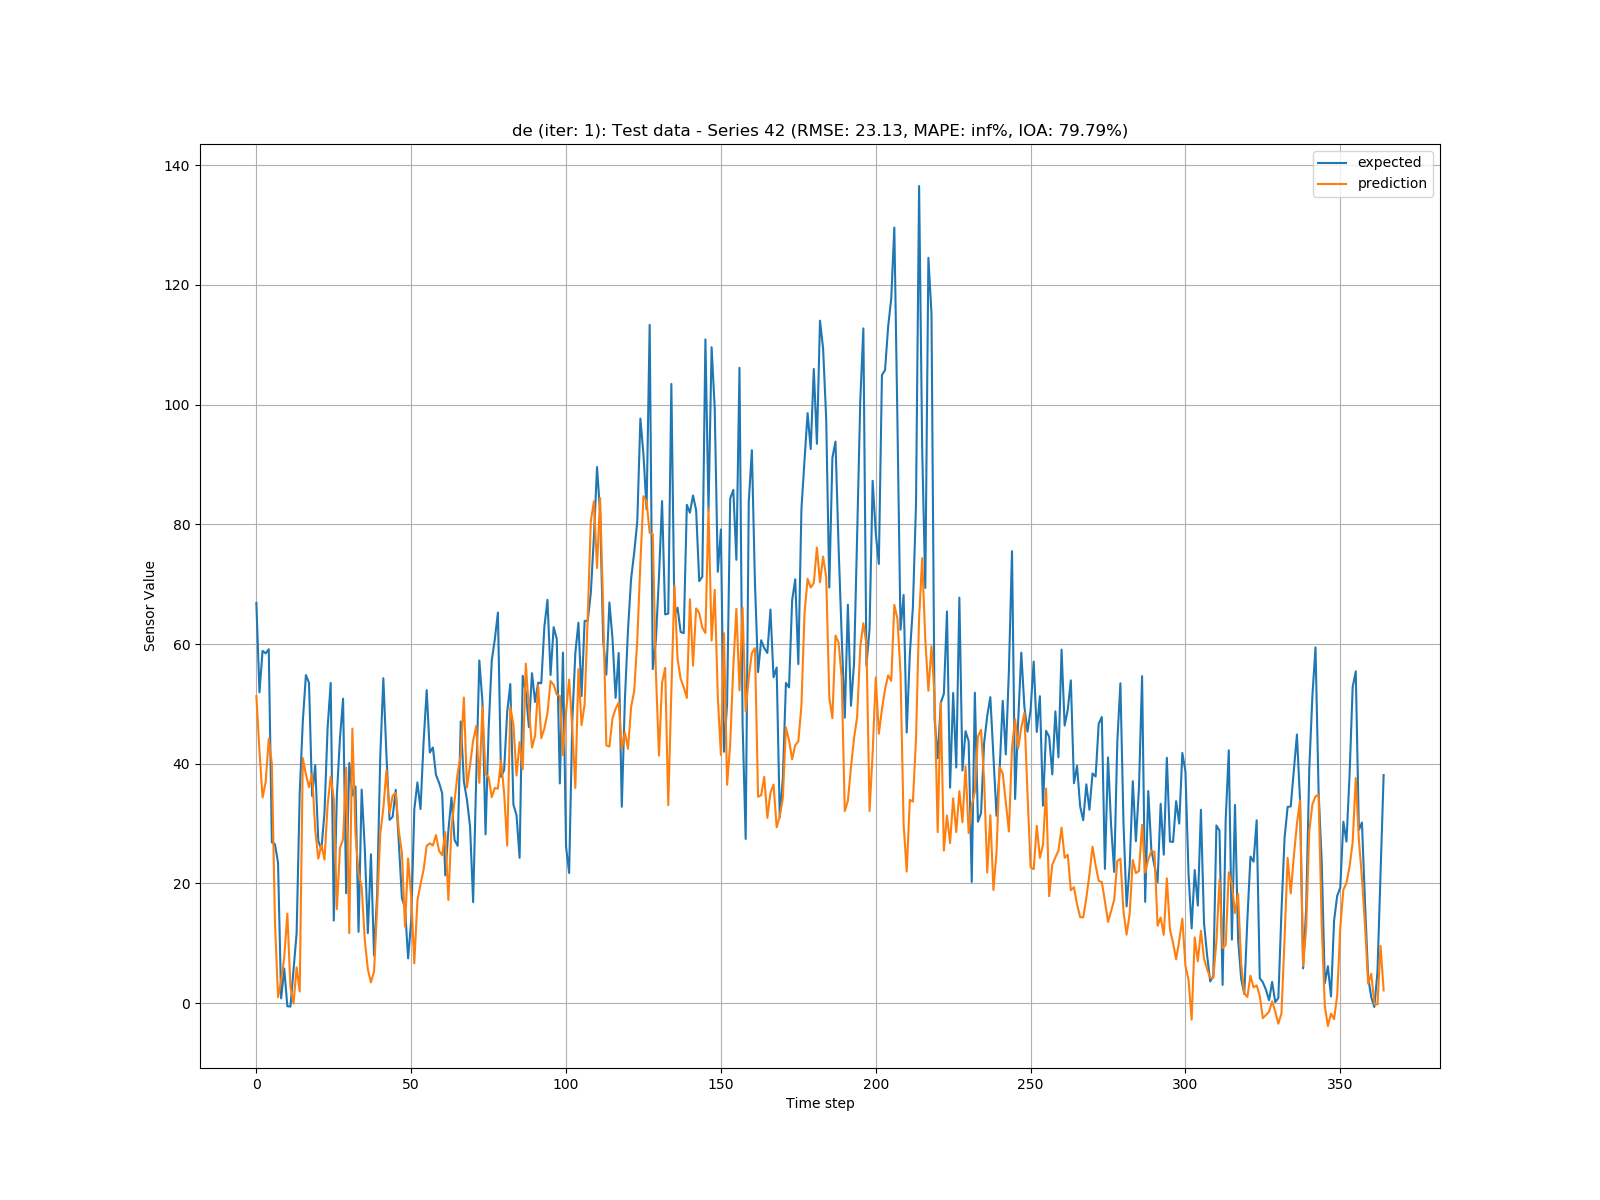 de (iter: 1): Test data - Series 42 (RMSE: 23.13, MAPE: inf%, IOA: 79.79%)
expected
prediction
140
120
100
80
60
40
20
0
Sensor Value
0 50 100 150 200 250 300 350
Time step